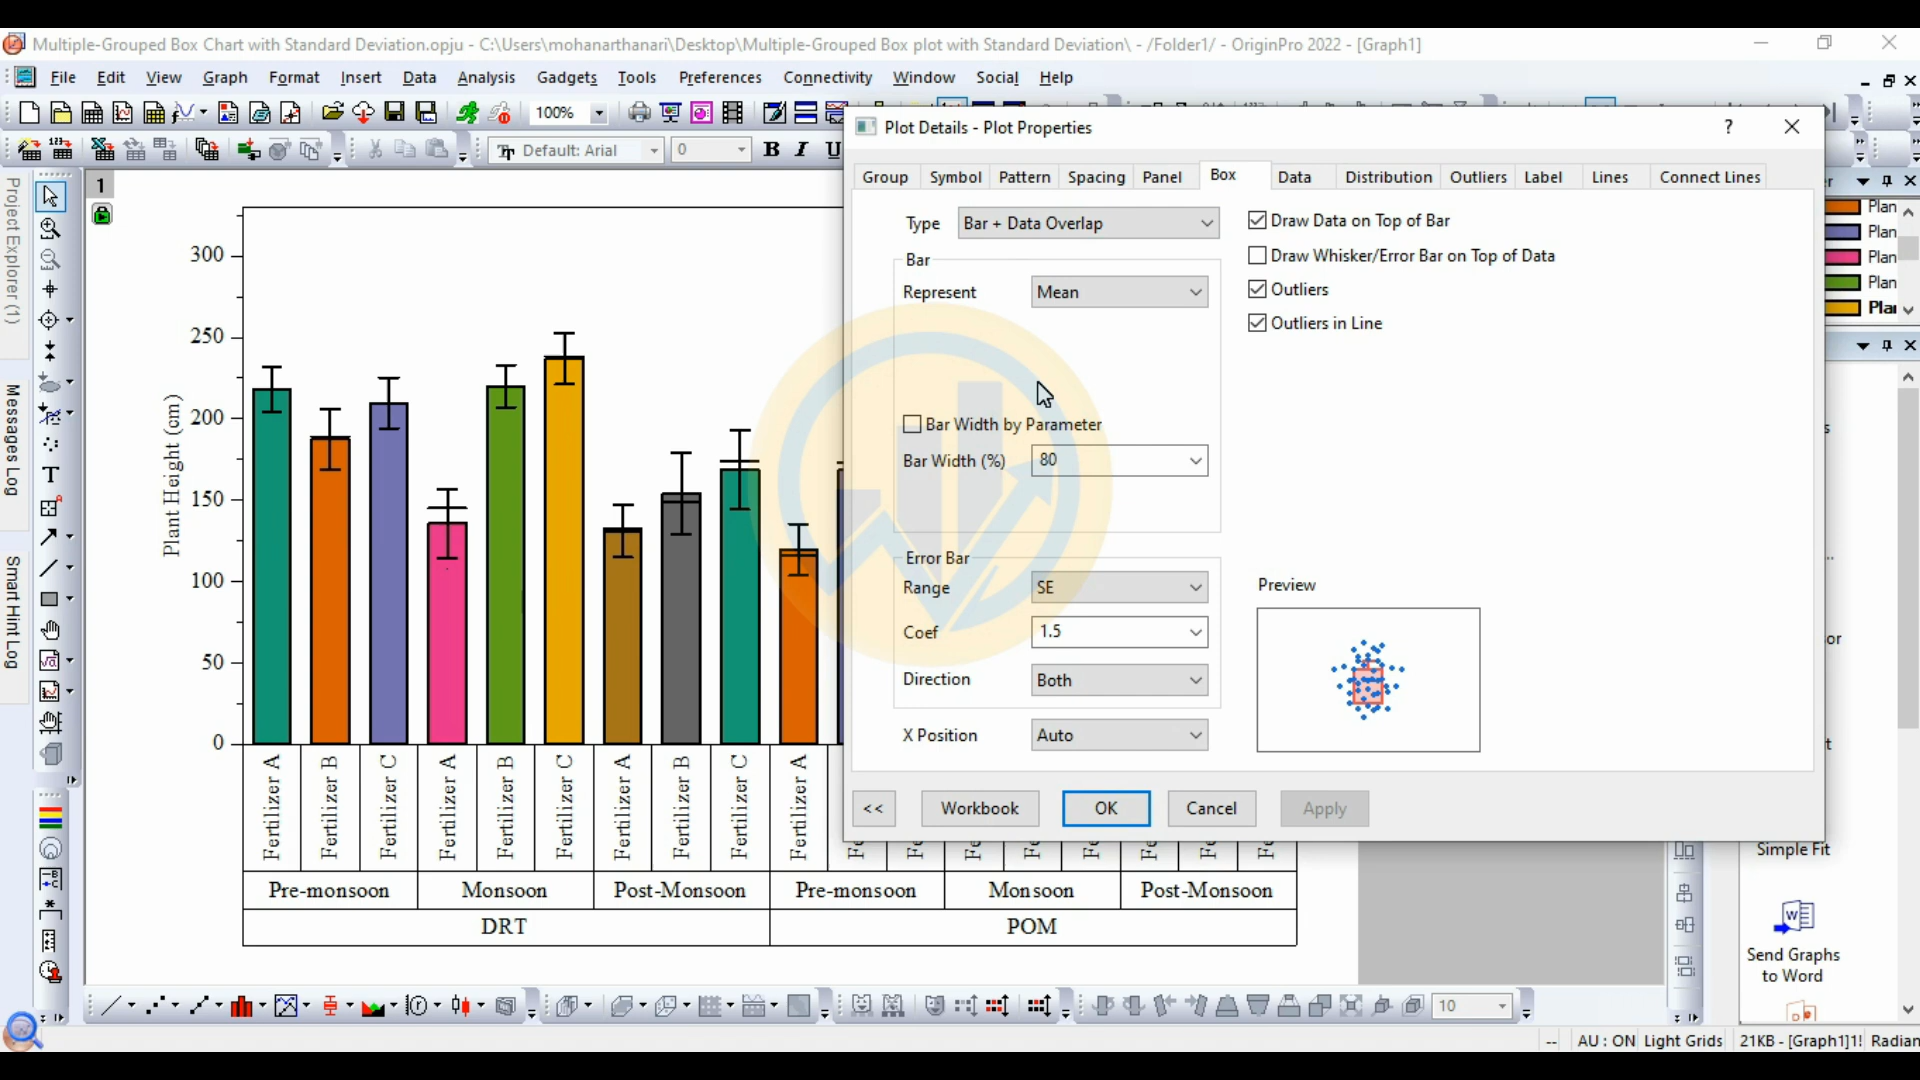 Multiple-Grouped Box Chart with Standard Deviation.opju - C:\Users\mohanarthanari\Desktop\Multiple-Grouped Box plot with Standard Deviation\ - /Folder1/ - OriginPro 2022 - [Graph1]
File Edit View Graph Format Insert Data Analysis Gadgets Tools Preferences Connectivity Window Social Help
100%
Default: Arial 0 B I U
Plot Details - Plot Properties
Group Symbol Pattern Spacing Panel Box Data Distribution Outliers Label Lines Connect Lines
Type Bar + Data Overlap
Bar
Represent Mean
Bar Width by Parameter
Bar Width (%) 80
Error Bar
Range SE
Coef 1.5
Direction Both
X Position Auto
Draw Data on Top of Bar
Draw Whisker/Error Bar on Top of Data
Outliers
Outliers in Line
Preview
<< Workbook OK Cancel Apply
Project Explorer (1)
Messages Log
Smart Hint Log
1
Plant Height (cm)
300
250
200
150
100
50
0
Fertilizer A Fertilizer B Fertilizer C Fertilizer A Fertilizer B Fertilizer C Fertilizer A Fertilizer B Fertilizer C Fertilizer A
Pre-monsoon Monsoon Post-Monsoon Pre-monsoon Monsoon Post-Monsoon
DRT POM
Plan
Plan
Plan
Plan
Plan
Simple Fit
Send Graphs
to Word
10
-- AU : ON Light Grids 21KB - [Graph1]1! Radian